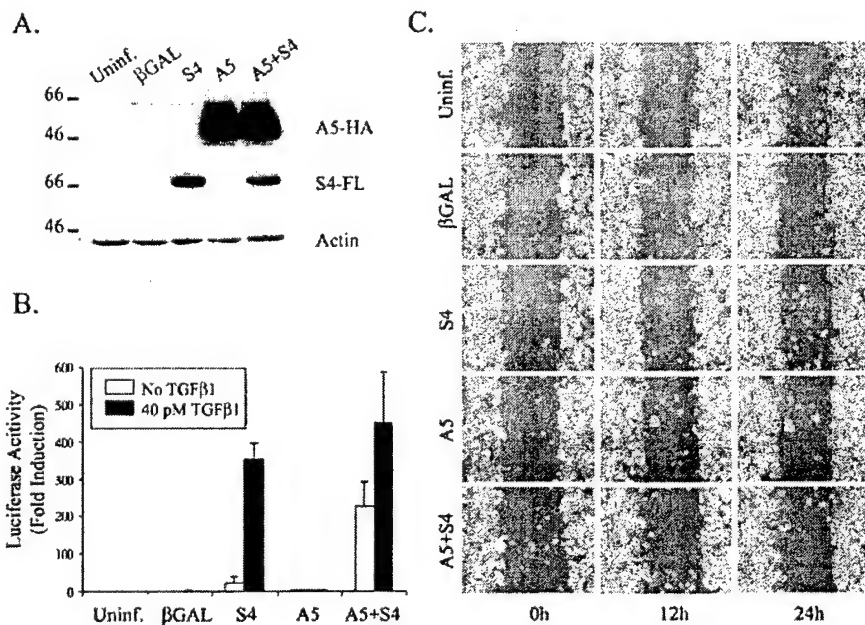 A.
Uninf.
βGAL
S4
A5
A5+S4
66
46
A5-HA
66
S4-FL
46
Actin
B.
Luciferase Acitivity
(Fold Induction)
600
500
400
300
200
100
0
No TGFβ1
40 pM TGFβ1
Uninf.
βGAL
S4
A5
A5+S4
C.
Uninf.
βGAL
S4
A5
A5+S4
0h
12h
24h